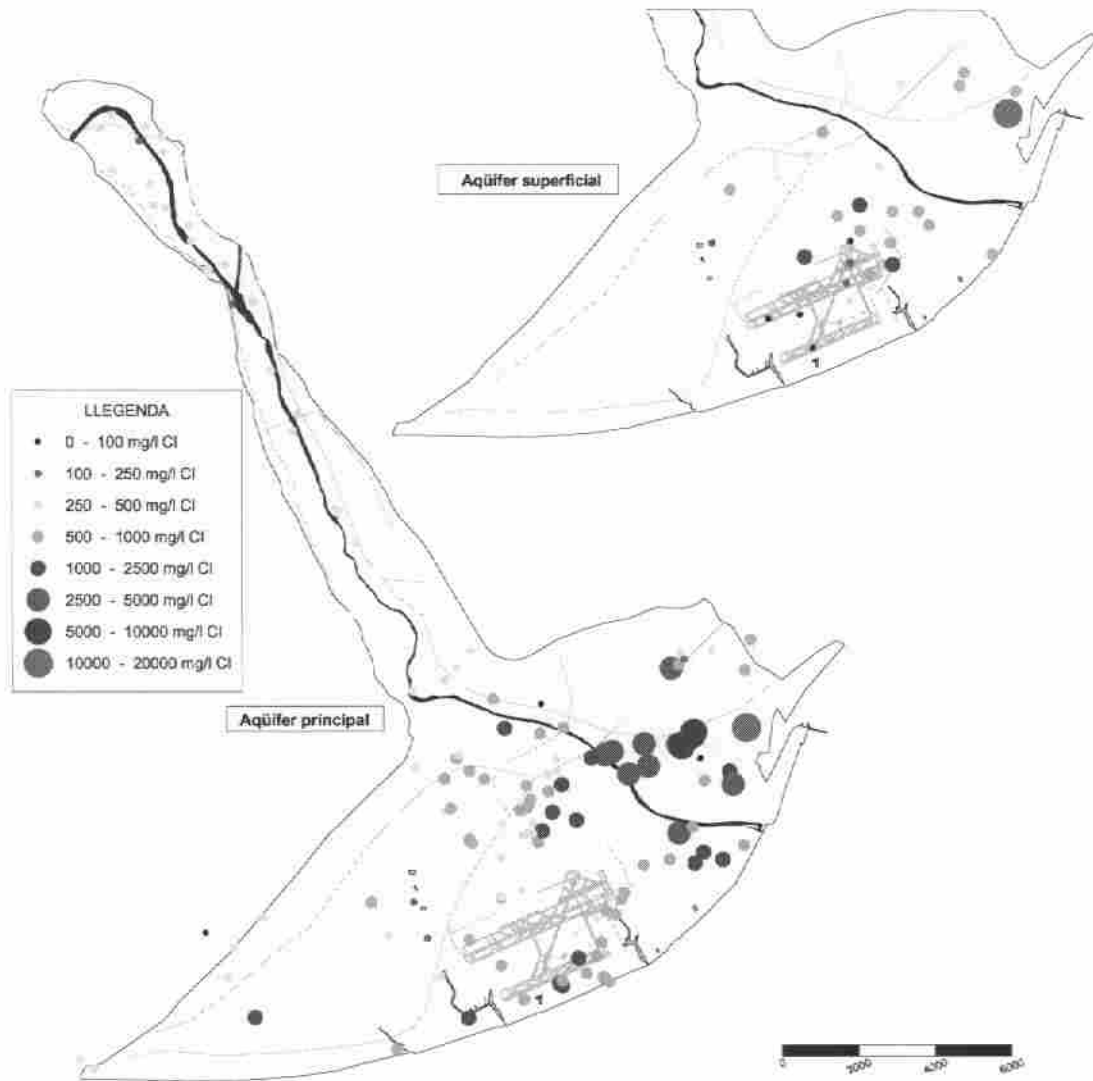 Aqüífer superficial
LLEGENDA
0 - 100 mg/l Cl
100 - 250 mg/l Cl
250 - 500 mg/l Cl
500 - 1000 mg/l Cl
1000 - 2500 mg/l Cl
2500 - 5000 mg/l Cl
5000 - 10000 mg/l Cl
10000 - 20000 mg/l Cl
Aqüífer principal
0 2000 4000 6000